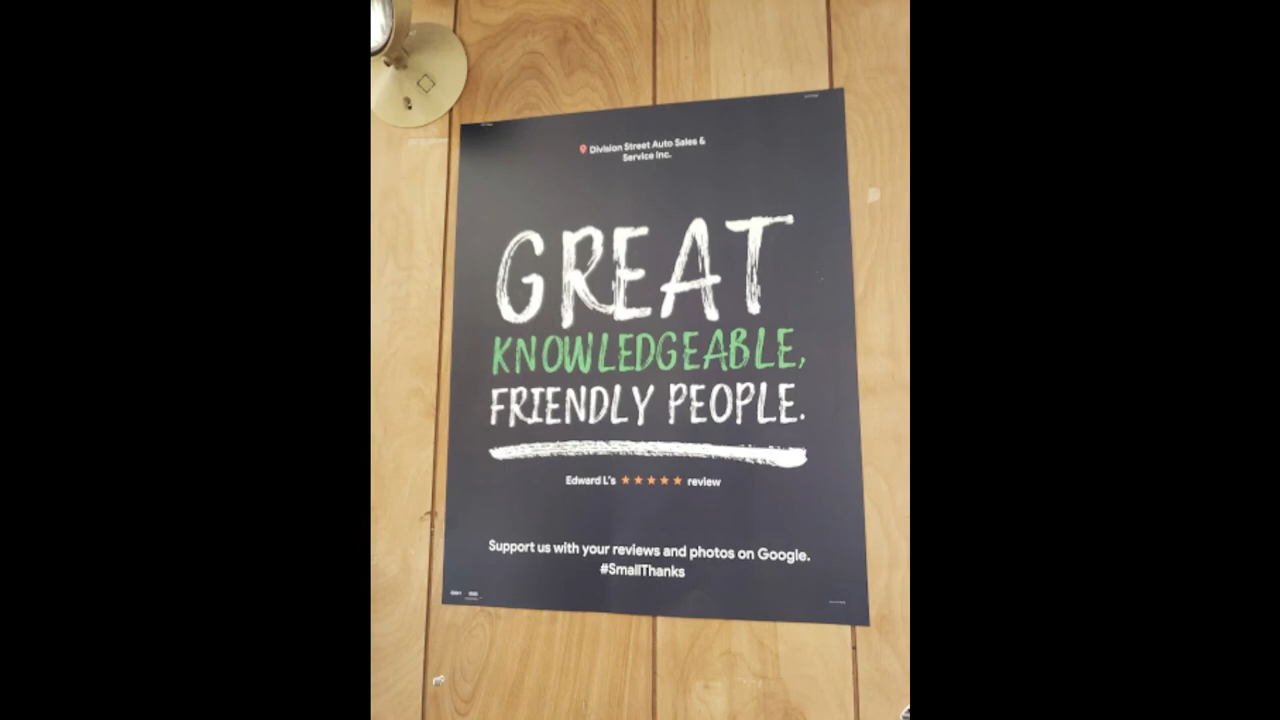 Division Street Auto Sales &
Service Inc.
GREAT
KNOWLEDGEABLE,
FRIENDLY PEOPLE.
Edward L's ★★★★★ review
Support us with your reviews and photos on Google.
#SmallThanks